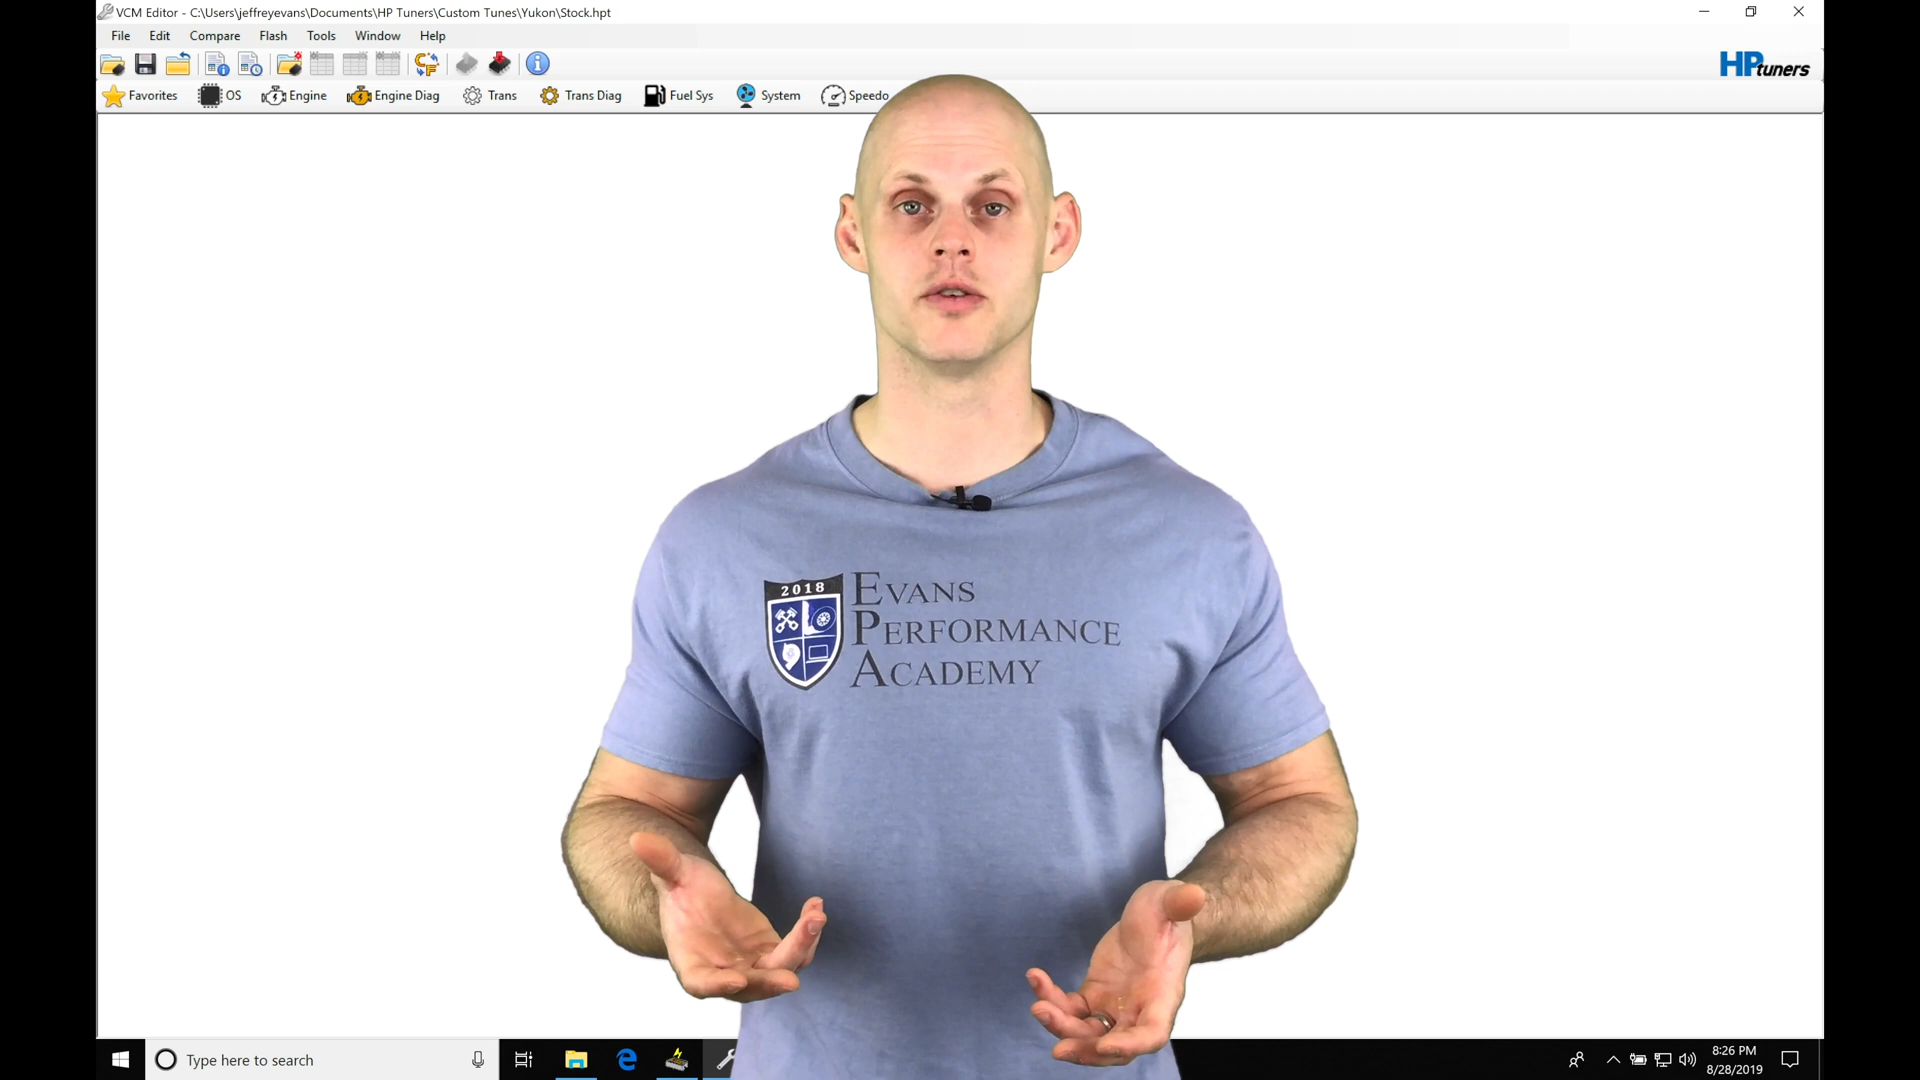 VCM Editor - C:\Users\jeffreyevans\Documents\HP Tuners\Custom Tunes\Yukon\Stock.hpt
File Edit Compare Flash Tools Window Help
HPtuners
Favorites OS Engine Engine Diag Trans Trans Diag Fuel Sys System Speedo
2018
EVANS
PERFORMANCE
ACADEMY
Type here to search
8:26 PM
8/28/2019